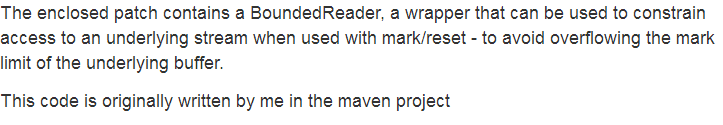 The enclosed patch contains a BoundedReader, a wrapper that can be used to constrain
access to an underlying stream when used with mark/reset - to avoid overflowing the mark
limit of the underlying buffer.
This code is originally written by me in the maven project